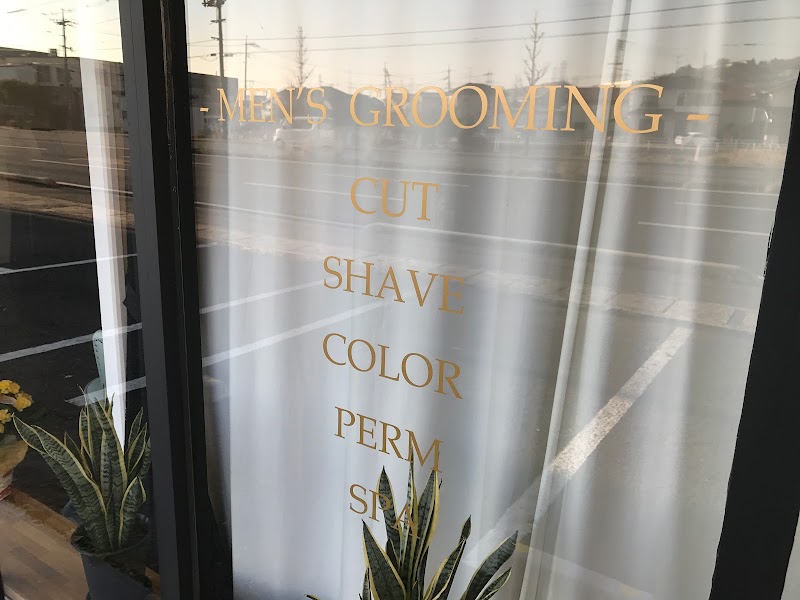 - MEN'S GROOMING -
CUT
SHAVE
COLOR
PERM
SPA